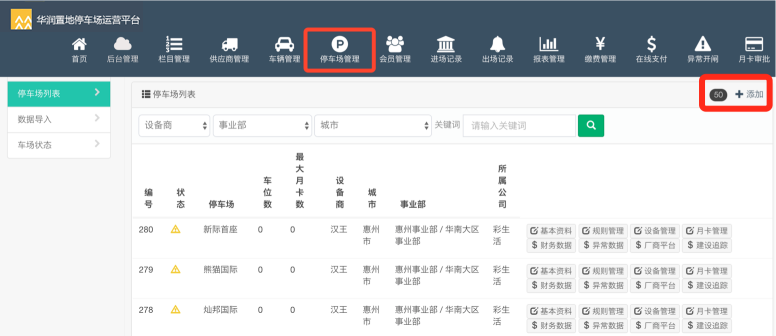 华润置地停车场运营平台
首页 后台管理 栏目管理 供应商管理 车辆管理 停车场管理 会员管理 进场记录 出场记录 报表管理 缴费管理 在线支付 异常开闸 月卡审批
停车场列表
数据导入
车场状态
停车场列表 50 添加
设备商 事业部 城市 关键词 请输入关键词
编号 状态 停车场 车位数 最大月卡数 设备商 城市 事业部 所属公司
280 新际首座 0 0 汉王 惠州市 惠州事业部 / 华南大区事业部 彩生活 基本资料 规则管理 设备管理 月卡管理
$ 财务数据 $ 异常数据 $ 厂商平台 $ 建设追踪
279 熊猫国际 0 0 汉王 惠州市 惠州事业部 / 华南大区事业部 彩生活 基本资料 规则管理 设备管理 月卡管理
$ 财务数据 $ 异常数据 $ 厂商平台 $ 建设追踪
278 灿邦国际 0 0 汉王 惠州市 惠州事业部 / 华南大区事业部 彩生活 基本资料 规则管理 设备管理 月卡管理
$ 财务数据 $ 异常数据 $ 厂商平台 $ 建设追踪